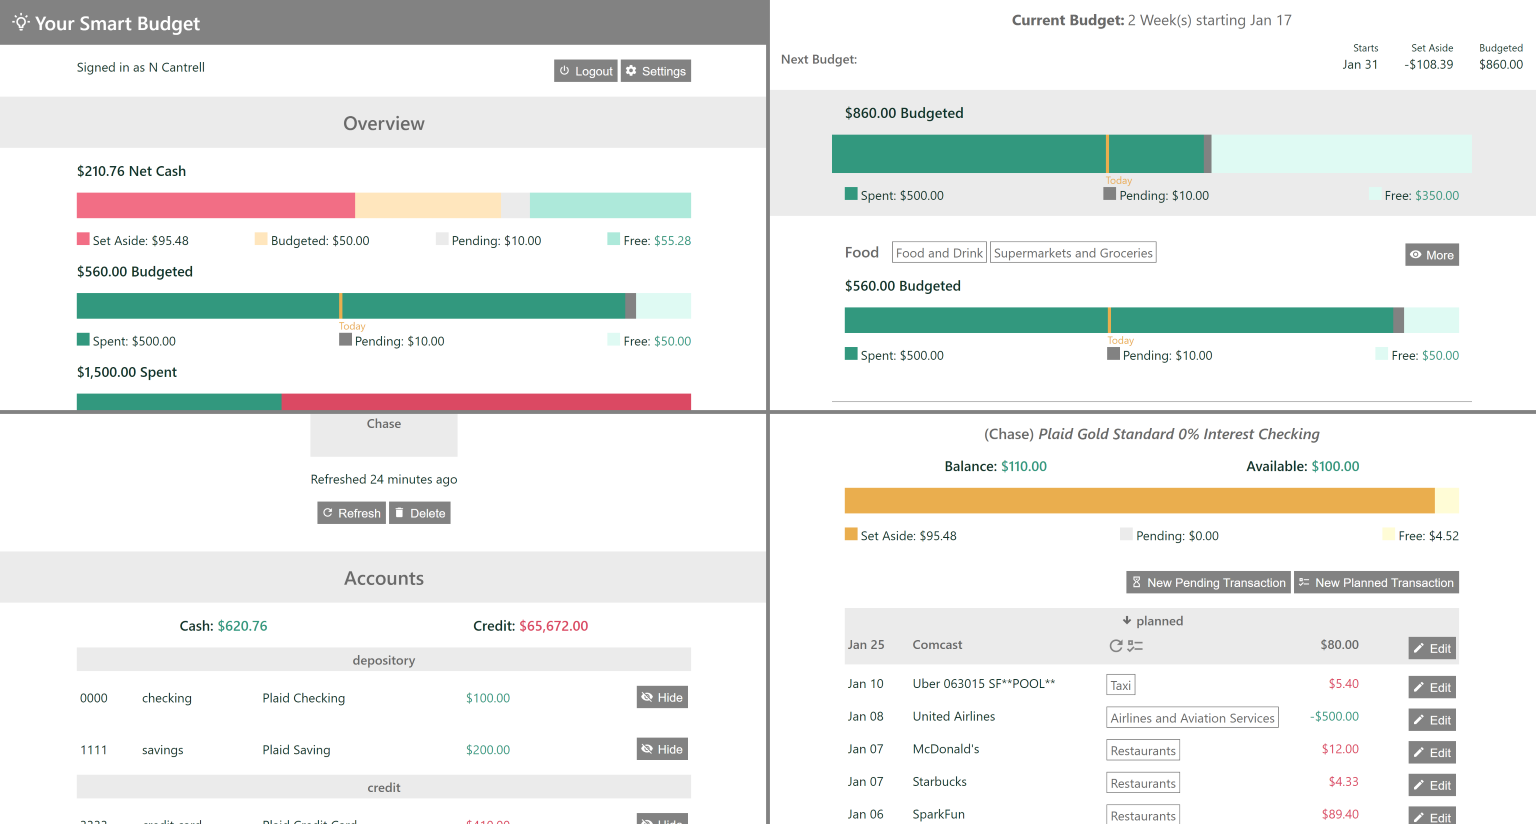 Your Smart Budget
Signed in as N Cantrell
Logout
Settings
Overview
$210.76 Net Cash
Set Aside: $95.48
Budgeted: $50.00
Pending: $10.00
Free: $55.28
$560.00 Budgeted
Today
Spent: $500.00
Pending: $10.00
Free: $50.00
$1,500.00 Spent
Current Budget: 2 Week(s) starting Jan 17
Next Budget:
Starts Set Aside Budgeted
Jan 31 -$108.39 $860.00
$860.00 Budgeted
Today
Spent: $500.00
Pending: $10.00
Free: $350.00
Food Food and Drink Supermarkets and Groceries More
$560.00 Budgeted
Today
Spent: $500.00
Pending: $10.00
Free: $50.00
Chase
Refreshed 24 minutes ago
Refresh
Delete
Accounts
Cash: $620.76 Credit: $65,672.00
depository
0000 checking Plaid Checking $100.00 Hide
1111 savings Plaid Saving $200.00 Hide
credit
3333 credit card Plaid Credit Card $410.00 Hide
(Chase) Plaid Gold Standard 0% Interest Checking
Balance: $110.00 Available: $100.00
Set Aside: $95.48
Pending: $0.00
Free: $4.52
New Pending Transaction
New Planned Transaction
planned
Jan 25 Comcast $80.00 Edit
Jan 10 Uber 063015 SF**POOL** Taxi $5.40 Edit
Jan 08 United Airlines Airlines and Aviation Services -$500.00 Edit
Jan 07 McDonald's Restaurants $12.00 Edit
Jan 07 Starbucks Restaurants $4.33 Edit
Jan 06 SparkFun Restaurants $89.40 Edit